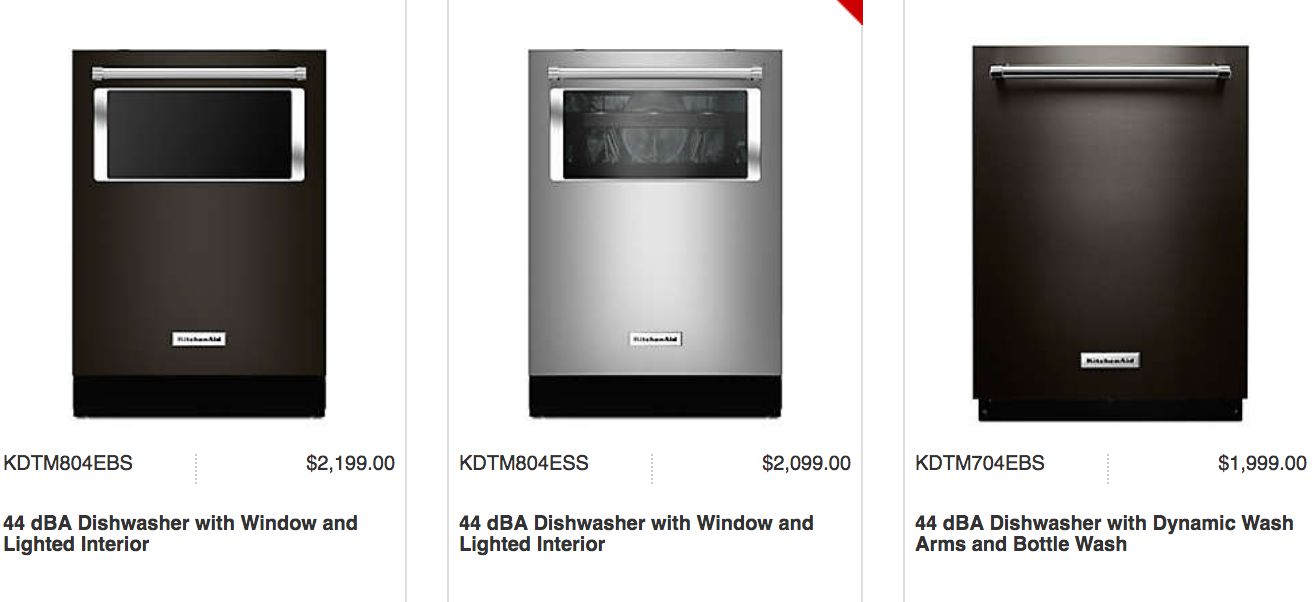 KitchenAid
KitchenAid
KitchenAid
KDTM804EBS
$2,199.00
44 dBA Dishwasher with Window and
Lighted Interior
KDTM804ESS
$2,099.00
44 dBA Dishwasher with Window and
Lighted Interior
KDTM704EBS
$1,999.00
44 dBA Dishwasher with Dynamic Wash
Arms and Bottle Wash